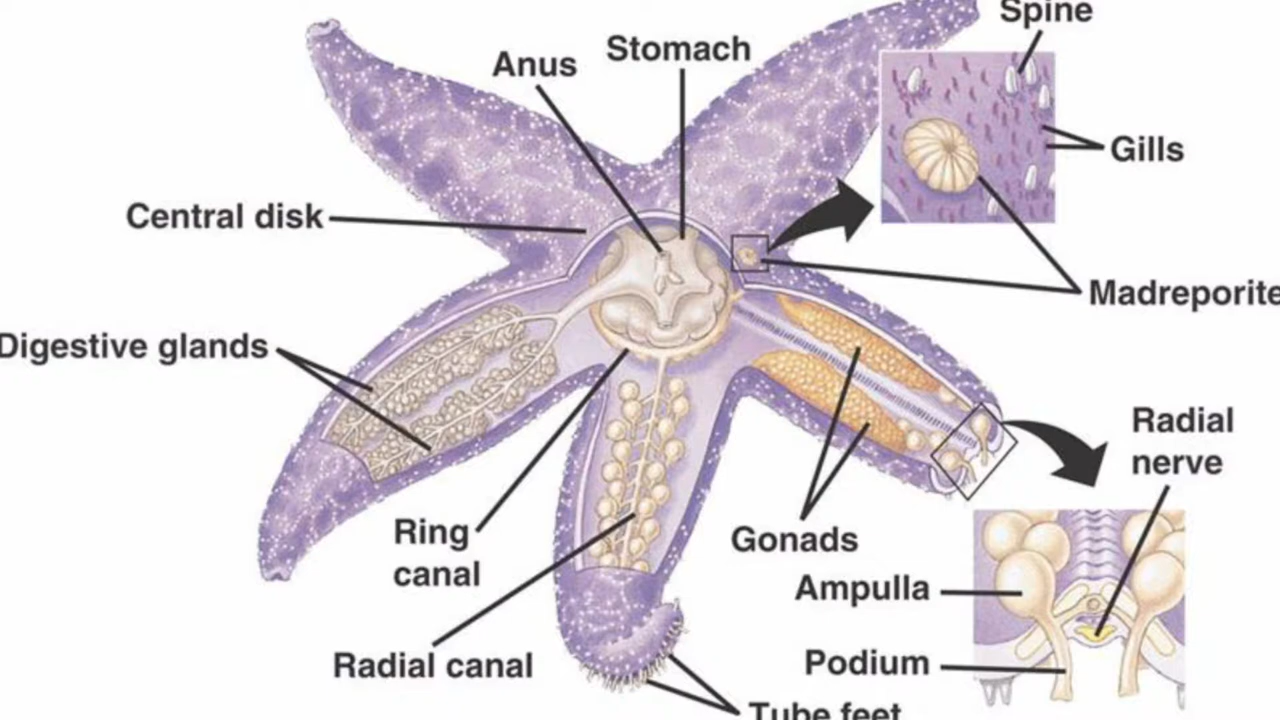 Spine
Stomach
Anus
Gills
Central disk
Madreporite
Digestive glands
Radial
nerve
Ring
canal
Gonads
Ampulla
Radial canal
Podium
Tube feet